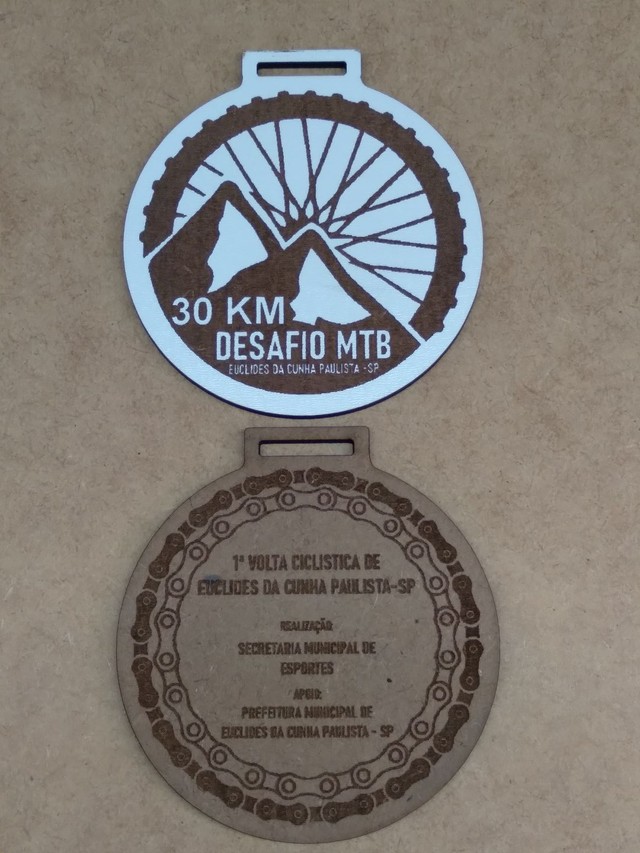 30 KM
DESAFIO MTB
EUCLIDES DA CUNHA PAULISTA -SP
1ª VOLTA CICLISTICA DE
EUCLIDES DA CUNHA PAULISTA-SP
REALIZAÇÃO:
SECRETARIA MUNICIPAL DE
ESPORTES
APOIO:
PREFEITURA MUNICIPAL DE
EUCLIDES DA CUNHA PAULISTA - SP